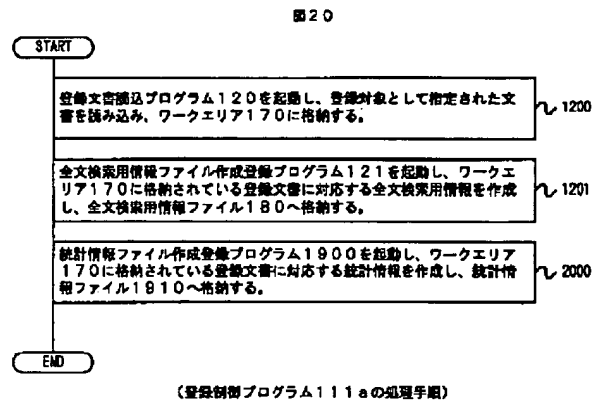 図20
START
登録文書読込プログラム120を起動し、登録対象として指定された文
書を読み込み、ワークエリア170に格納する。
1200
全文検索用情報ファイル作成登録プログラム121を起動し、ワークエ
リア170に格納されている登録文書に対応する全文検索用情報を作成
し、全文検索用情報ファイル180へ格納する。
1201
統計情報ファイル作成登録プログラム1900を起動し、ワークエリア
170に格納されている登録文書に対応する統計情報を作成し、統計情
報ファイル1910へ格納する。
2000
END
(登録制御プログラム111aの処理手順)